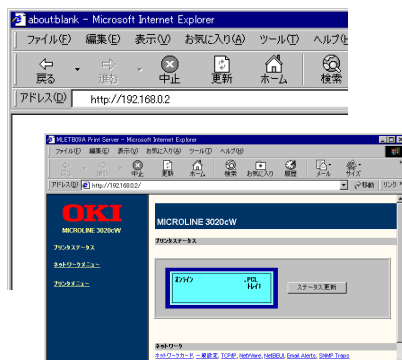 about:blank - Microsoft Internet Explorer
ファイル(F) 編集(E) 表示(V) お気に入り(A) ツール(T) ヘルプ(H
戻る 進む 中止 更新 ホーム 検索
アドレス(D) http://192.168.0.2
MLETB09A Print Server - Microsoft Internet Explorer
ファイル(F) 編集(E) 表示(V) お気に入り(A) ツール(T) ヘルプ(H)
戻る 進む 中止 更新 ホーム 検索 お気に入り 履歴 メール サイズ
アドレス(D) http://192.168.0.2/ 移動 リンク
OKI
MICROLINE 3020cW
プリンタステータス
ネットワークメニュー
プリンタメニュー
MICROLINE 3020cW
プリンタステータス
オンライン .PCL
トレイ1
ステータス更新
ネットワーク
ネットワークカード, 一般設定, TCP/IP, NetWare, NetBEUI, Email Alerts, SNMP Traps